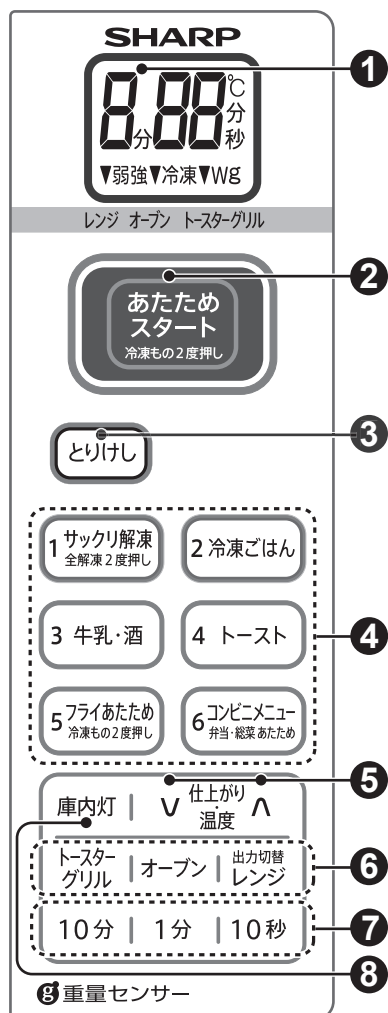 SHARP
8分88℃分秒
▼弱強▼冷凍▼Wg
レンジ オーブン トースターグリル
あたため
スタート
冷凍もの2度押し
とりけし
1 サックリ解凍
全解凍2度押し
2 冷凍ごはん
3 牛乳・酒
4 トースト
5 フライあたため
冷凍もの2度押し
6 コンビニメニュー
弁当・総菜 あたため
庫内灯
∨ 仕上がり・温度 ∧
トースターグリル
オーブン
出力切替
レンジ
10分 1分 10秒
g 重量センサー
1
2
3
4
5
6
7
8